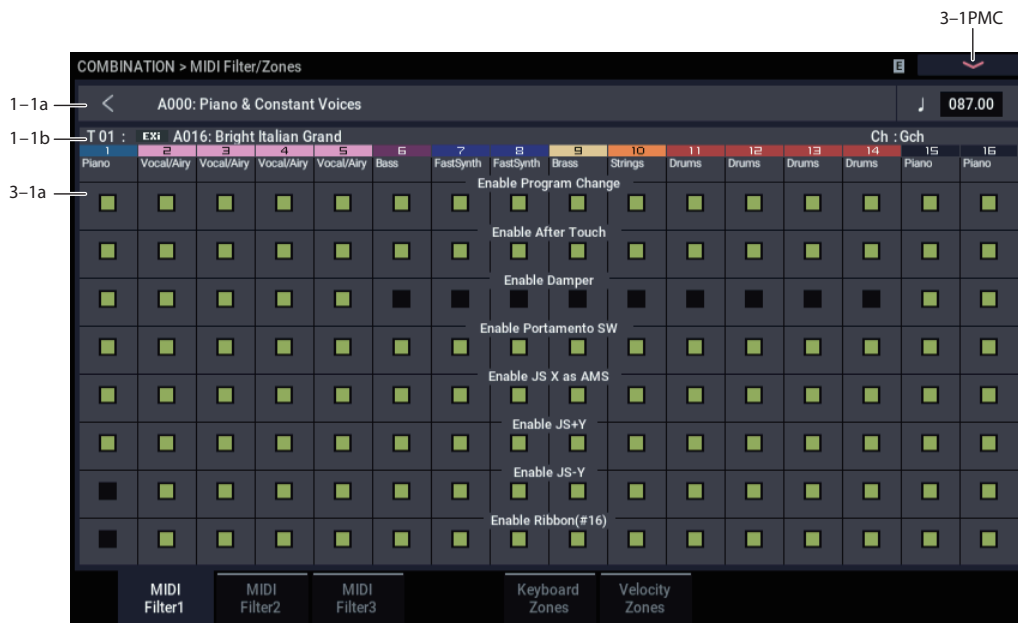 3–1PMC
COMBINATION > MIDI Filter/Zones E
1–1a < A000: Piano & Constant Voices ♩ 087.00
1–1b T 01 : EXi A016: Bright Italian Grand Ch : Gch
1 2 3 4 5 6 7 8 9 10 11 12 13 14 15 16
Piano Vocal/Airy Vocal/Airy Vocal/Airy Vocal/Airy Bass FastSynth FastSynth Brass Strings Drums Drums Drums Drums Piano Piano
3–1a Enable Program Change
Enable After Touch
Enable Damper
Enable Portamento SW
Enable JS X as AMS
Enable JS+Y
Enable JS-Y
Enable Ribbon(#16)
MIDI MIDI MIDI Keyboard Velocity
Filter1 Filter2 Filter3 Zones Zones